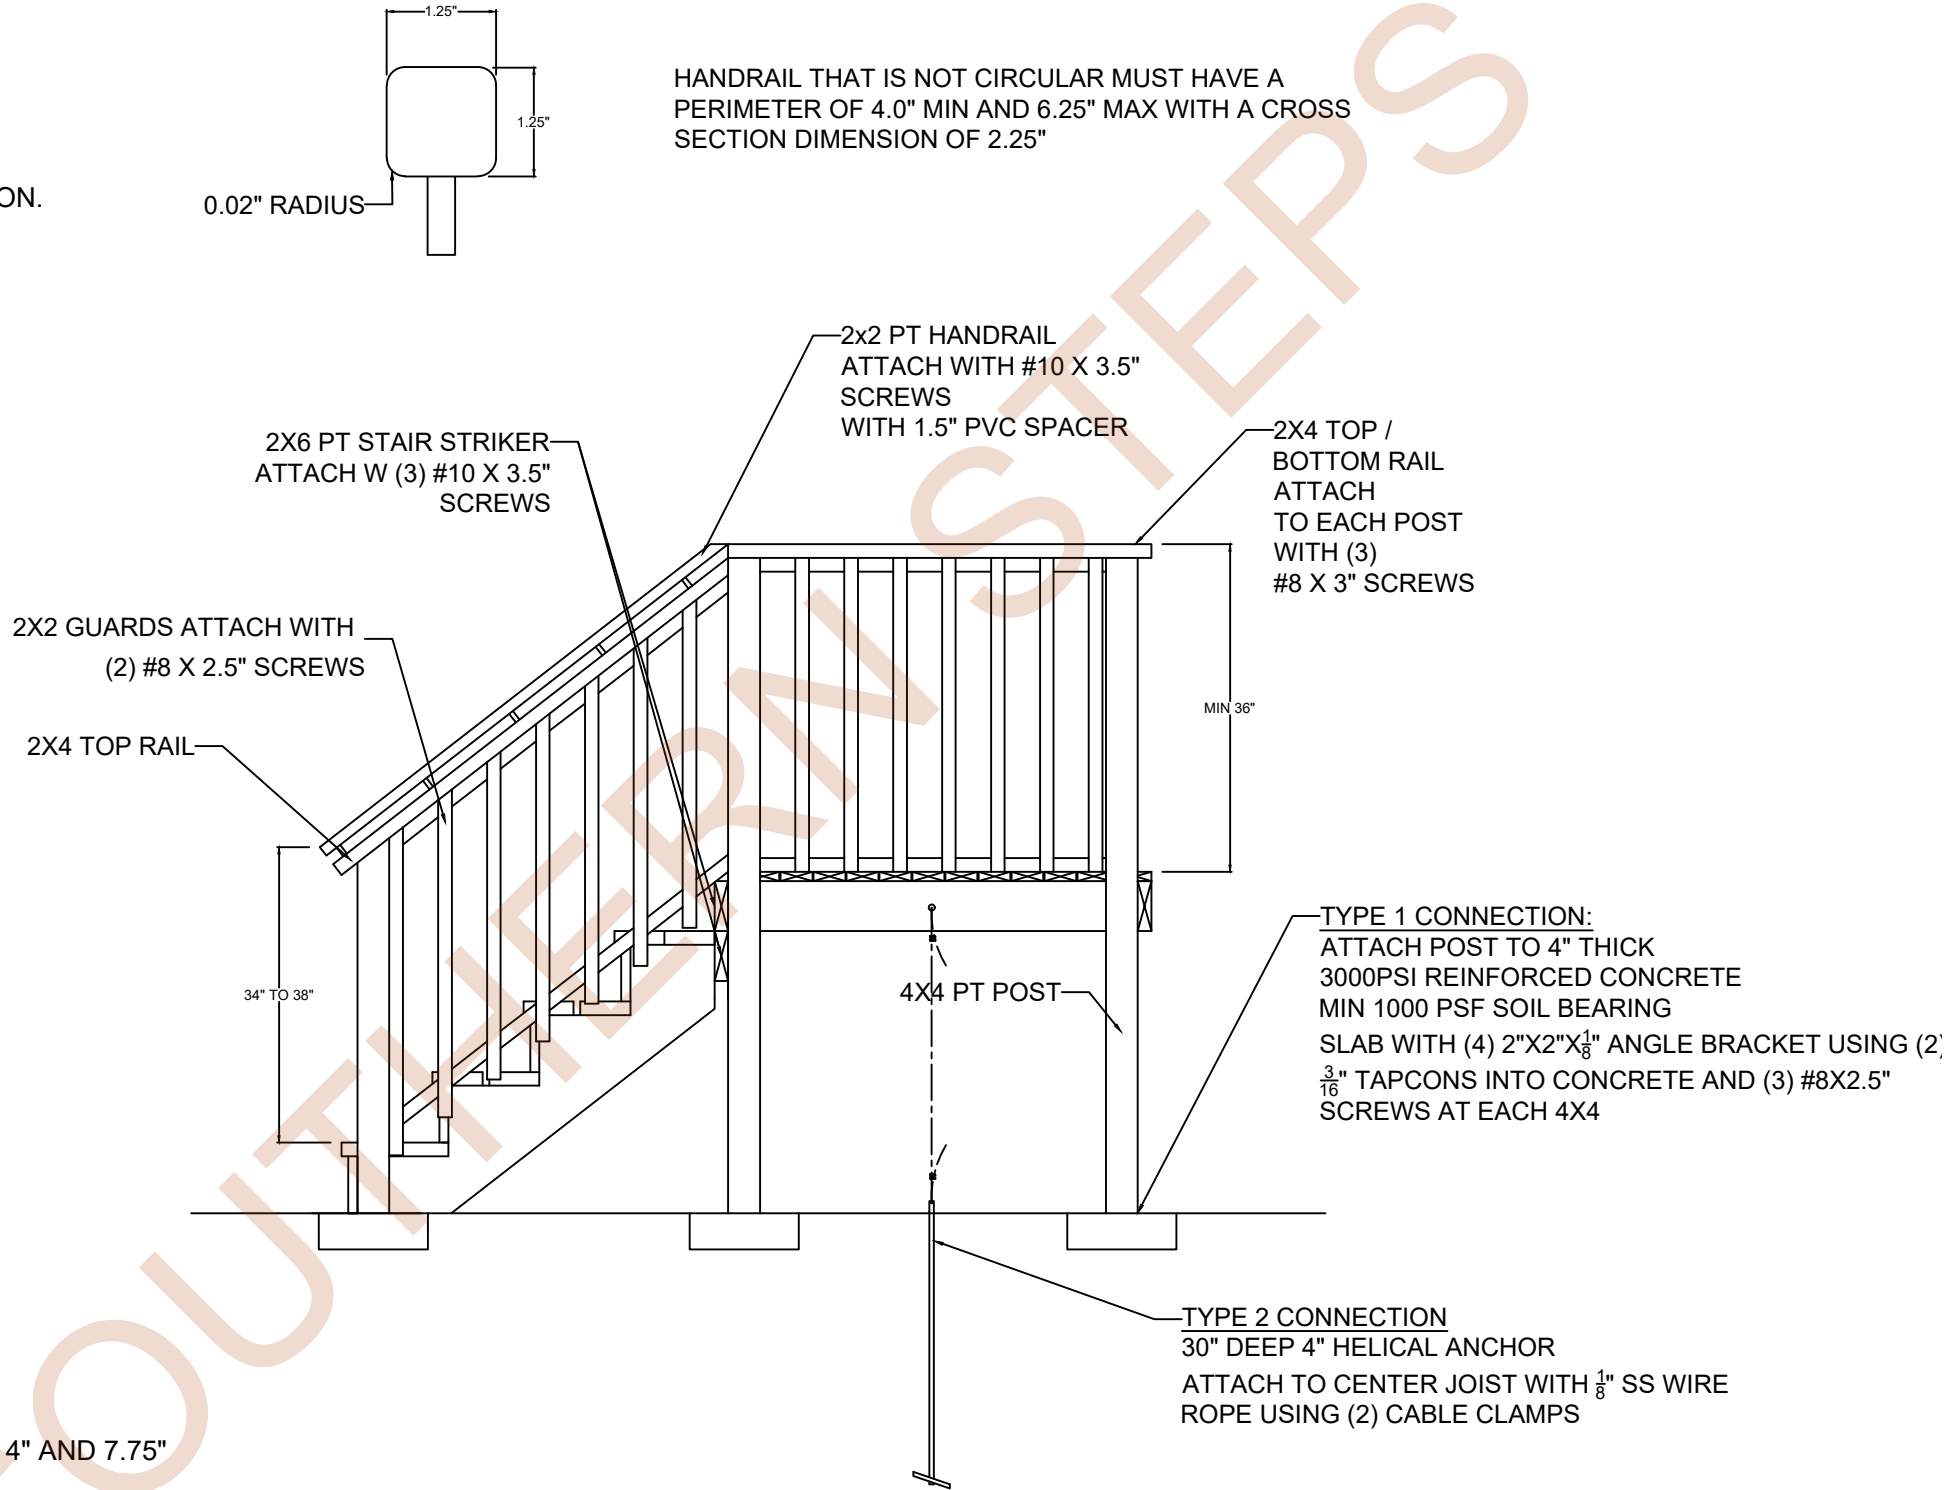 1.25"
1.25"
HANDRAIL THAT IS NOT CIRCULAR MUST HAVE A
PERIMETER OF 4.0" MIN AND 6.25" MAX WITH A CROSS
SECTION DIMENSION OF 2.25"
ON.
0.02" RADIUS
2x2 PT HANDRAIL
ATTACH WITH #10 X 3.5"
SCREWS
WITH 1.5" PVC SPACER
2X6 PT STAIR STRIKER
ATTACH W (3) #10 X 3.5"
SCREWS
2X4 TOP /
BOTTOM RAIL
ATTACH
TO EACH POST
WITH (3)
#8 X 3" SCREWS
2X2 GUARDS ATTACH WITH
(2) #8 X 2.5" SCREWS
2X4 TOP RAIL
MIN 36"
34" TO 38"
4X4 PT POST
TYPE 1 CONNECTION:
ATTACH POST TO 4" THICK
3000PSI REINFORCED CONCRETE
MIN 1000 PSF SOIL BEARING
SLAB WITH (4) 2"X2"X1/8" ANGLE BRACKET USING (2)
3/16" TAPCONS INTO CONCRETE AND (3) #8X2.5"
SCREWS AT EACH 4X4
TYPE 2 CONNECTION
30" DEEP 4" HELICAL ANCHOR
ATTACH TO CENTER JOIST WITH 1/8" SS WIRE
ROPE USING (2) CABLE CLAMPS
4" AND 7.75"
OUTHERN STEPS